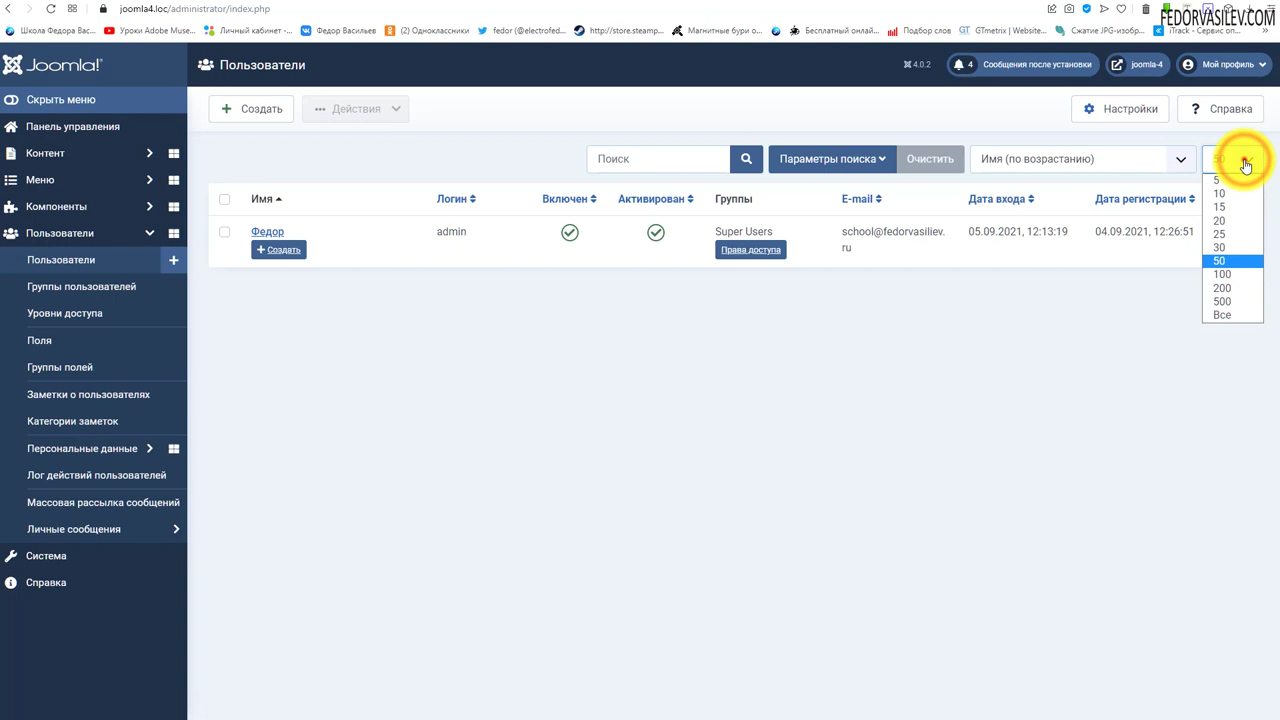 joomla4.loc/administrator/index.php
FEDORVASILEV.COM
Школа Федора Вас...
Уроки Adobe Muse...
Личный кабинет -...
Федор Васильев
(2) Одноклассники
fedor (@electrofed...
http://store.steamp...
Магнитные бури о...
Бесплатный онлай...
Подбор слов
GTmetrix | Website...
Сжатие JPG-изобр...
iTrack - Сервис оп...
Joomla!
Пользователи
4.0.2
4 Сообщения после установки
joomla-4
Мой профиль
Скрыть меню
Панель управления
Контент
Меню
Компоненты
Пользователи
Пользователи
Группы пользователей
Уровни доступа
Поля
Группы полей
Заметки о пользователях
Категории заметок
Персональные данные
Лог действий пользователей
Массовая рассылка сообщений
Личные сообщения
Система
Справка
+ Создать
Действия
Настройки
? Справка
Поиск
Параметры поиска
Очистить
Имя (по возрастанию)
50
Имя
Логин
Включен
Активирован
Группы
E-mail
Дата входа
Дата регистрации
Федор
admin
Super Users
school@fedorvasiliev.
ru
05.09.2021, 12:13:19
04.09.2021, 12:26:51
+ Создать
Права доступа
5
10
15
20
25
30
50
100
200
500
Все